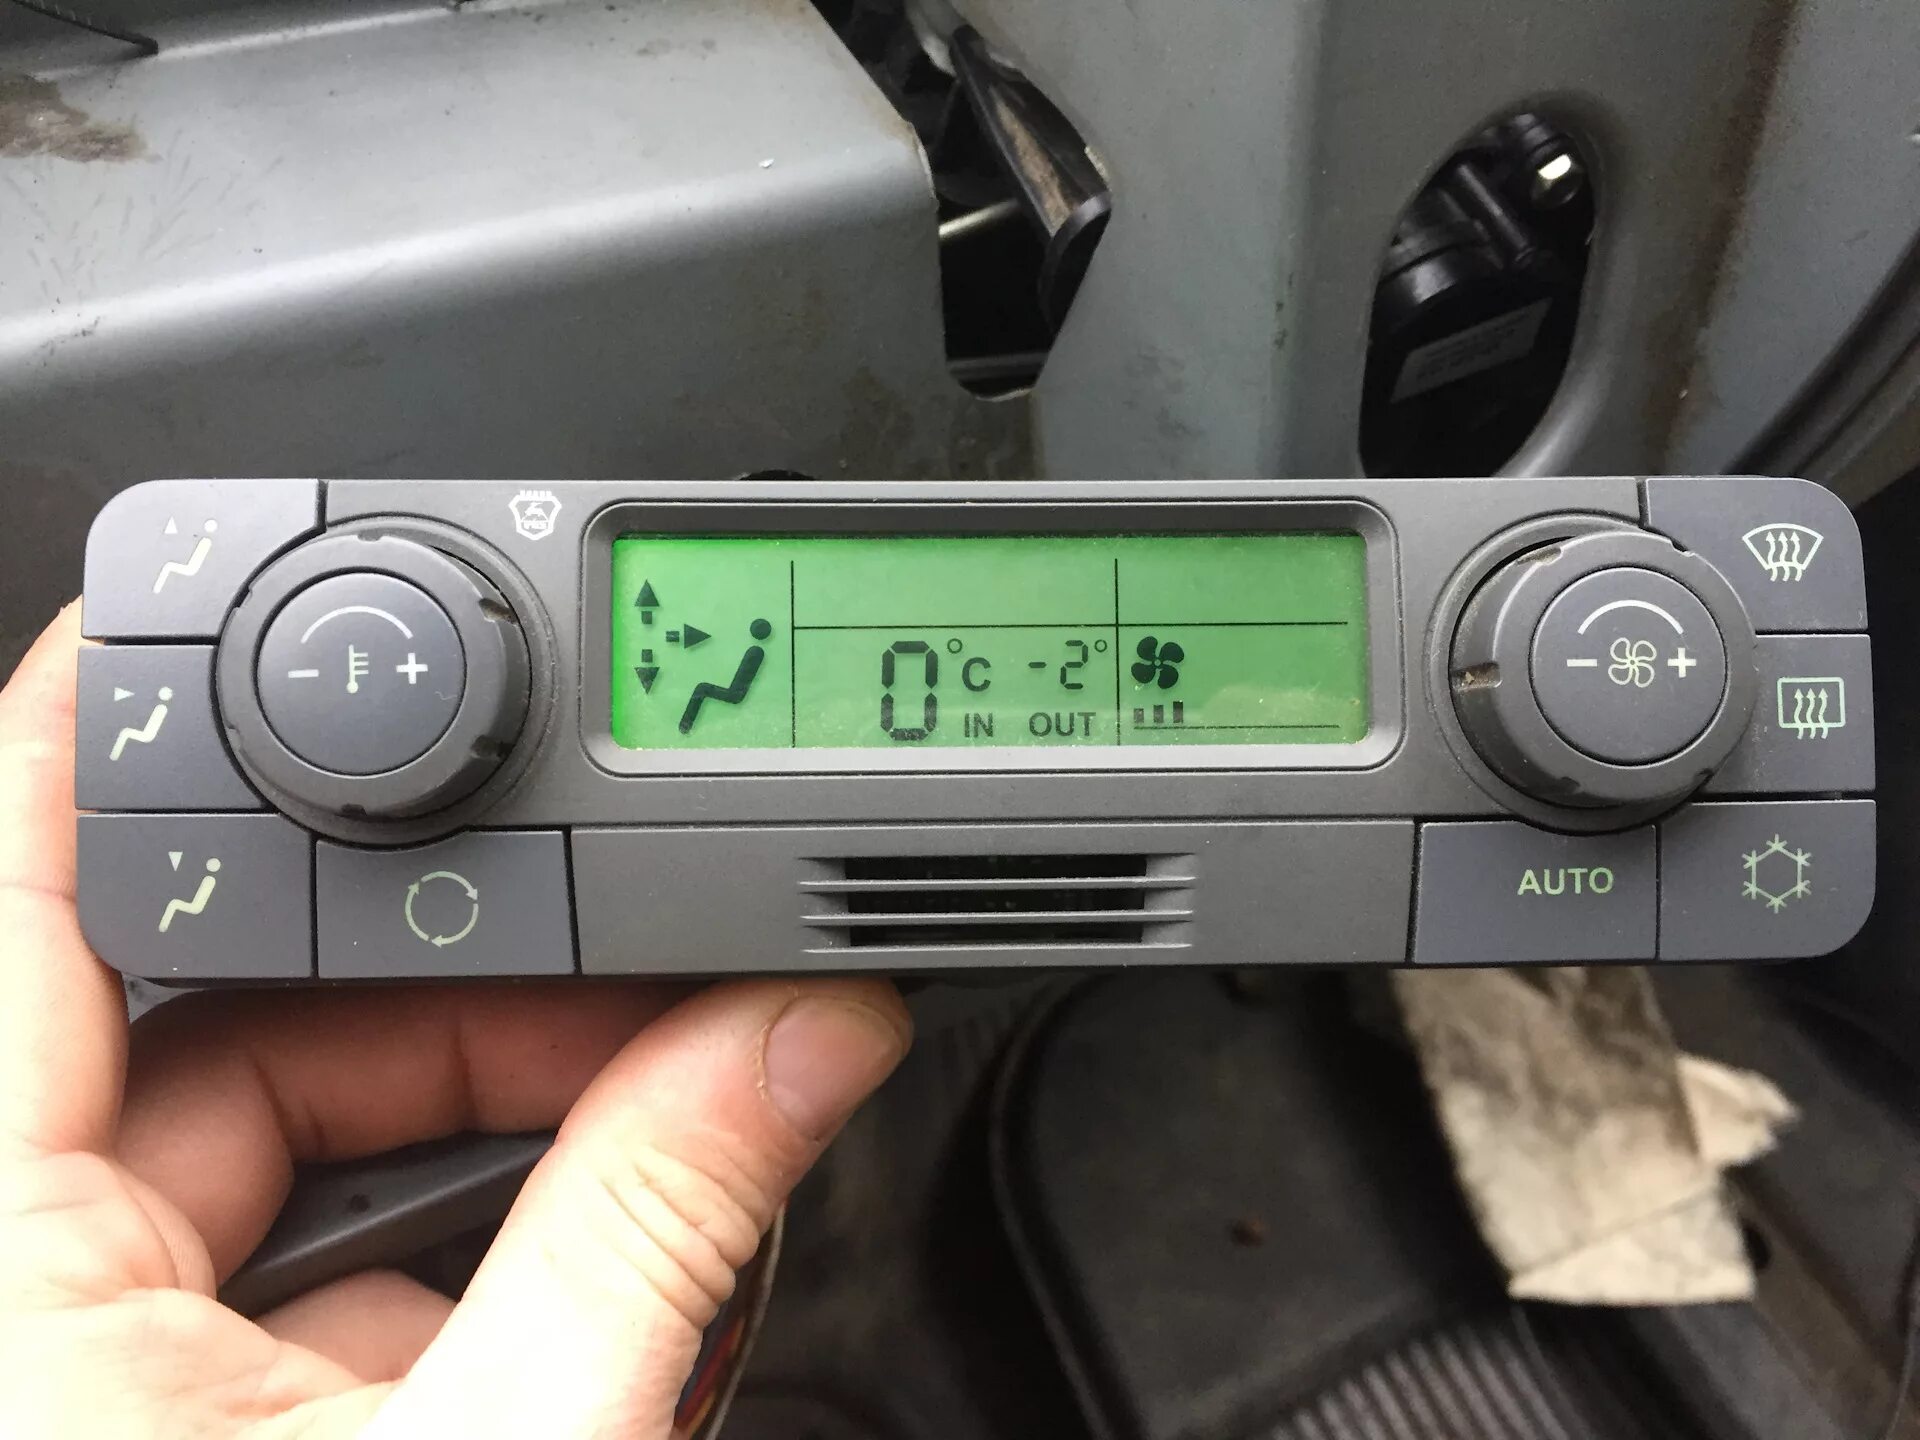 - +
0°C -2°
IN OUT
- +
AUTO